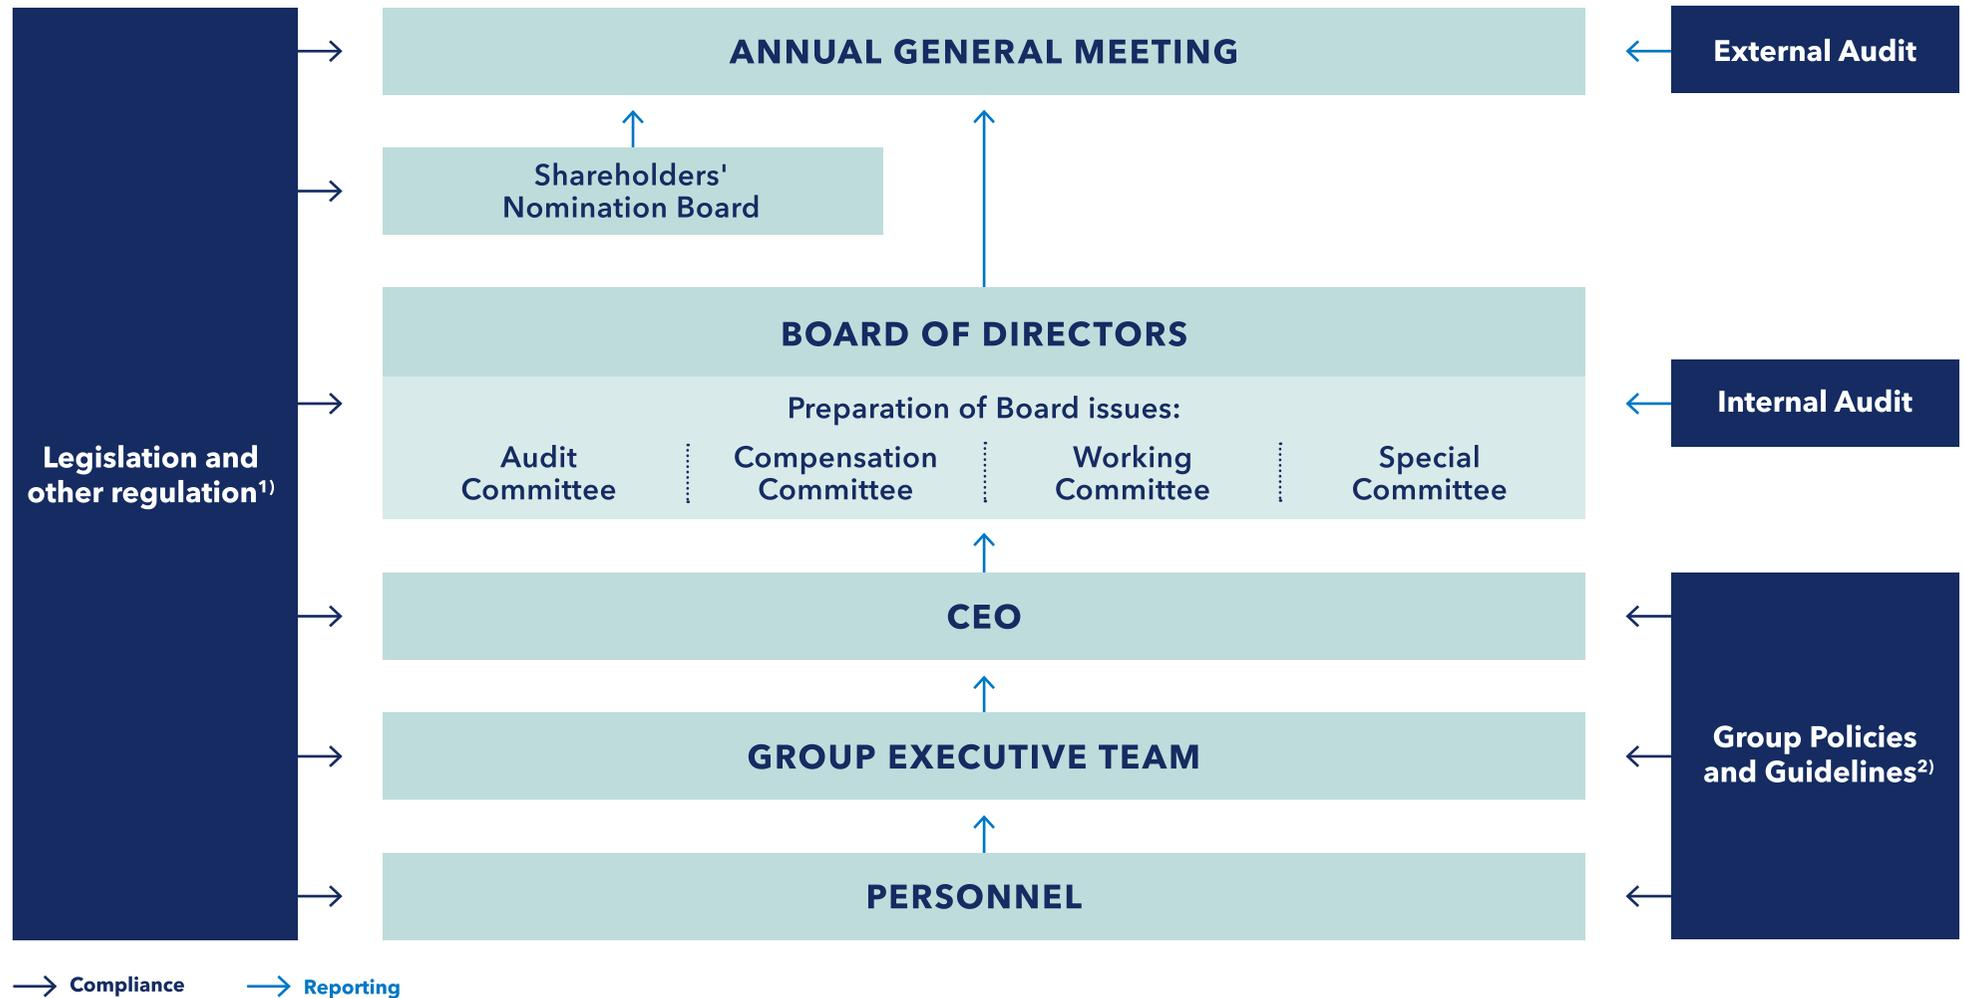 ANNUAL GENERAL MEETING
External Audit
Shareholders'
Nomination Board
BOARD OF DIRECTORS
Preparation of Board issues:
Audit
Committee
Compensation
Committee
Working
Committee
Special
Committee
Internal Audit
Legislation and
other regulation¹⁾
CEO
GROUP EXECUTIVE TEAM
Group Policies
and Guidelines²⁾
PERSONNEL
Compliance
Reporting